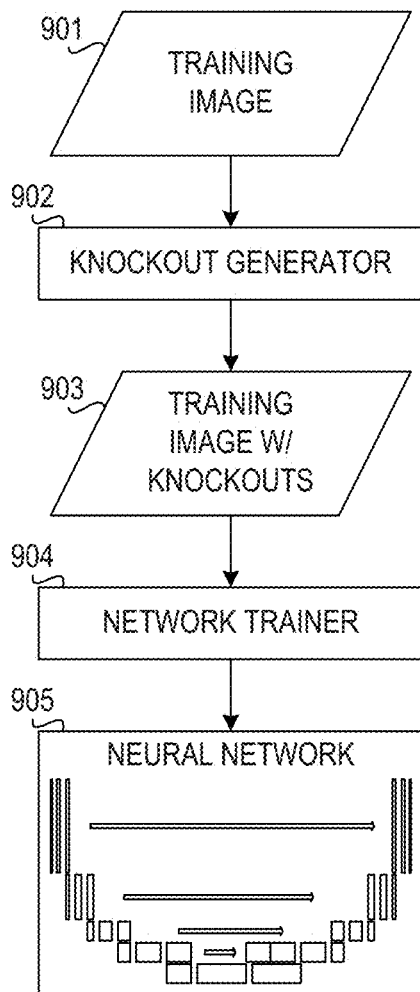 901
TRAINING
IMAGE
902
KNOCKOUT GENERATOR
903
TRAINING
IMAGE W/
KNOCKOUTS
904
NETWORK TRAINER
905
NEURAL NETWORK